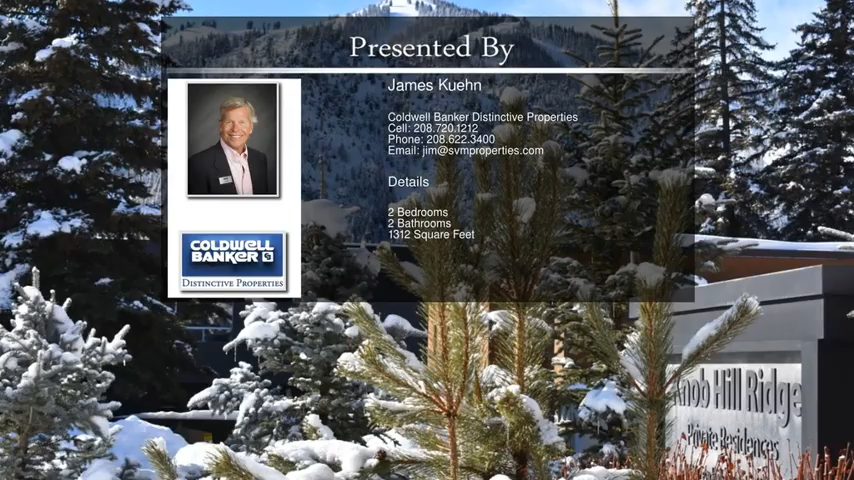 Presented By
James Kuehn
Coldwell Banker Distinctive Properties
Cell: 208.720.1212
Phone: 208.622.3400
Email: jim@svmproperties.com
Details
2 Bedrooms
2 Bathrooms
1312 Square Feet
COLDWELL
BANKER
DISTINCTIVE PROPERTIES
Knob Hill Ridge
Private Residences